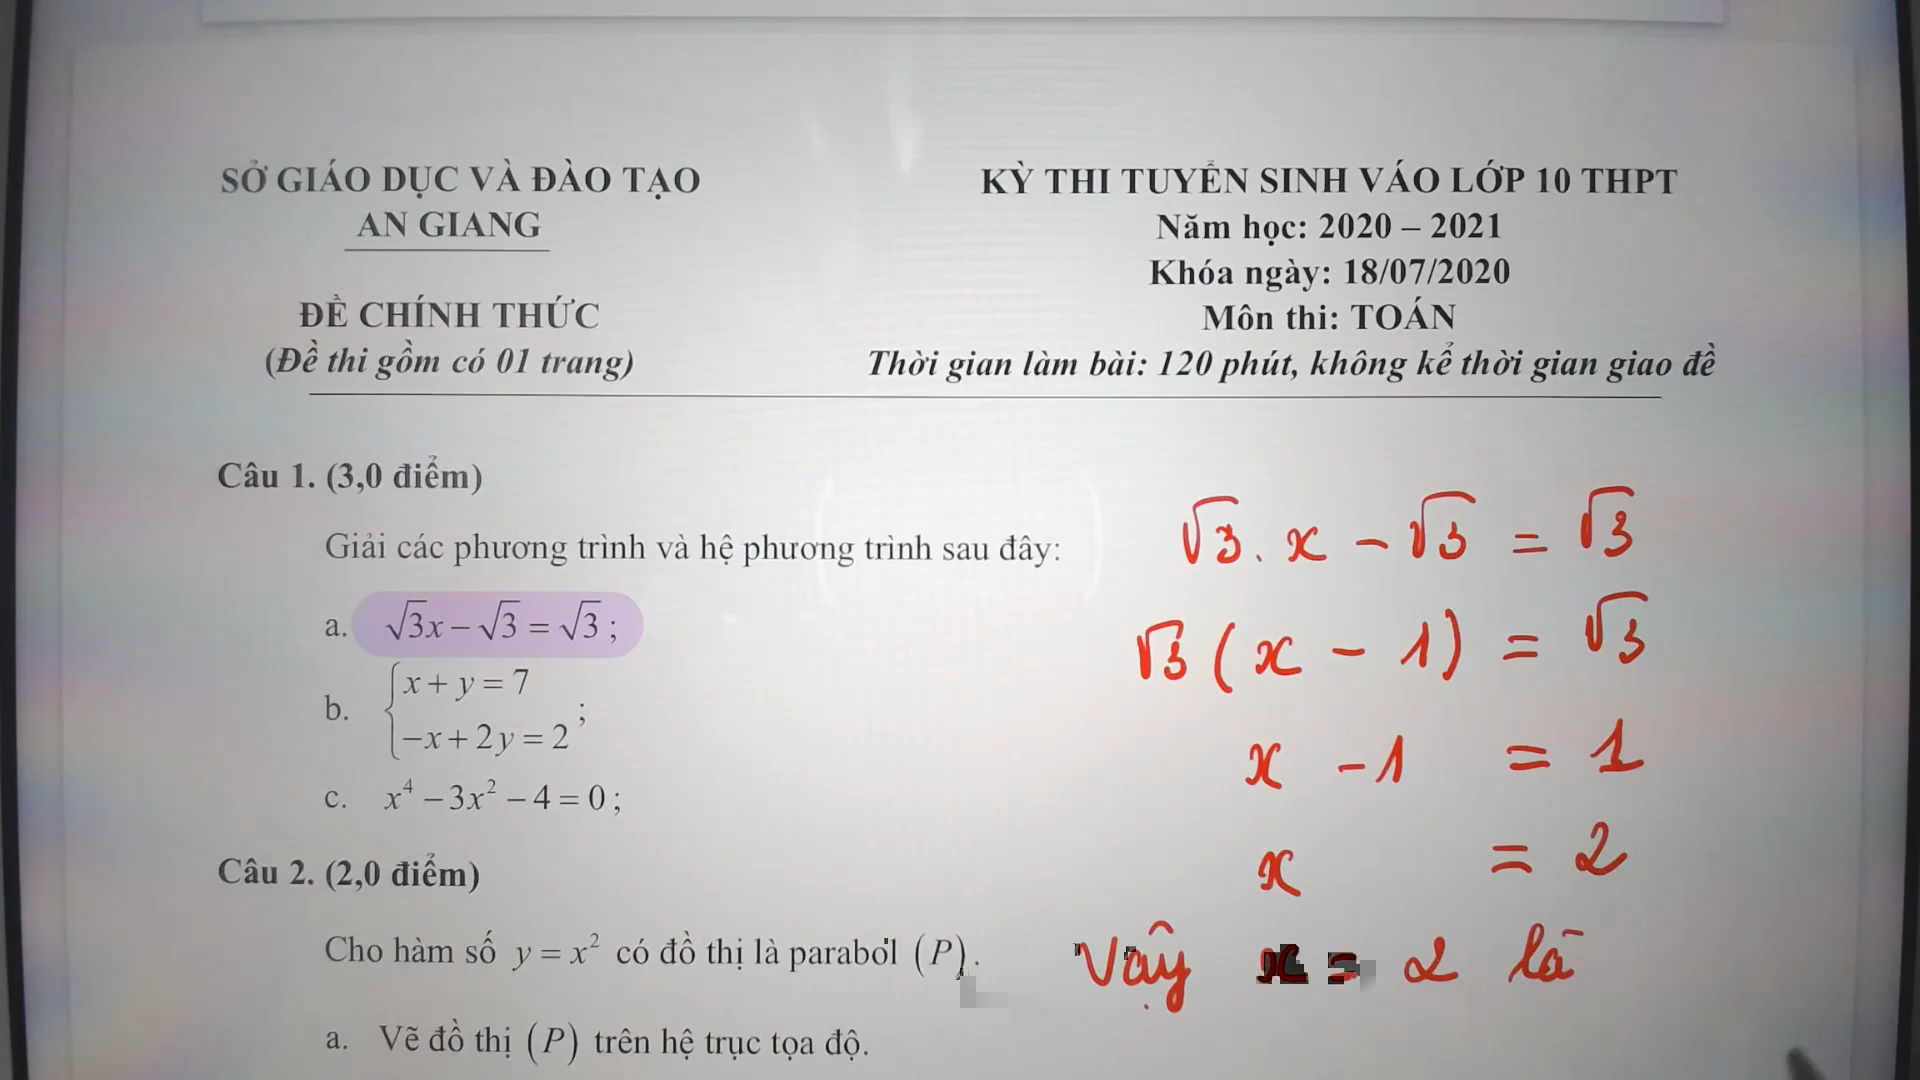 SỞ GIÁO DỤC VÀ ĐÀO TẠO
AN GIANG
ĐỀ CHÍNH THỨC
(Đề thi gồm có 01 trang)
KỲ THI TUYỂN SINH VÁO LỚP 10 THPT
Năm học: 2020 – 2021
Khóa ngày: 18/07/2020
Môn thi: TOÁN
Thời gian làm bài: 120 phút, không kể thời gian giao đề
Câu 1. (3,0 điểm)
Giải các phương trình và hệ phương trình sau đây:
a. √3x − √3 = √3 ;
b. { x + y = 7
−x + 2y = 2 ;
c. x⁴ − 3x² − 4 = 0 ;
Câu 2. (2,0 điểm)
Cho hàm số y = x² có đồ thị là parabol (P).
a. Vẽ đồ thị (P) trên hệ trục tọa độ.
√3 . x − √3 = √3
√3 ( x − 1 ) = √3
x − 1 = 1
x = 2
Vậy x = 2 là